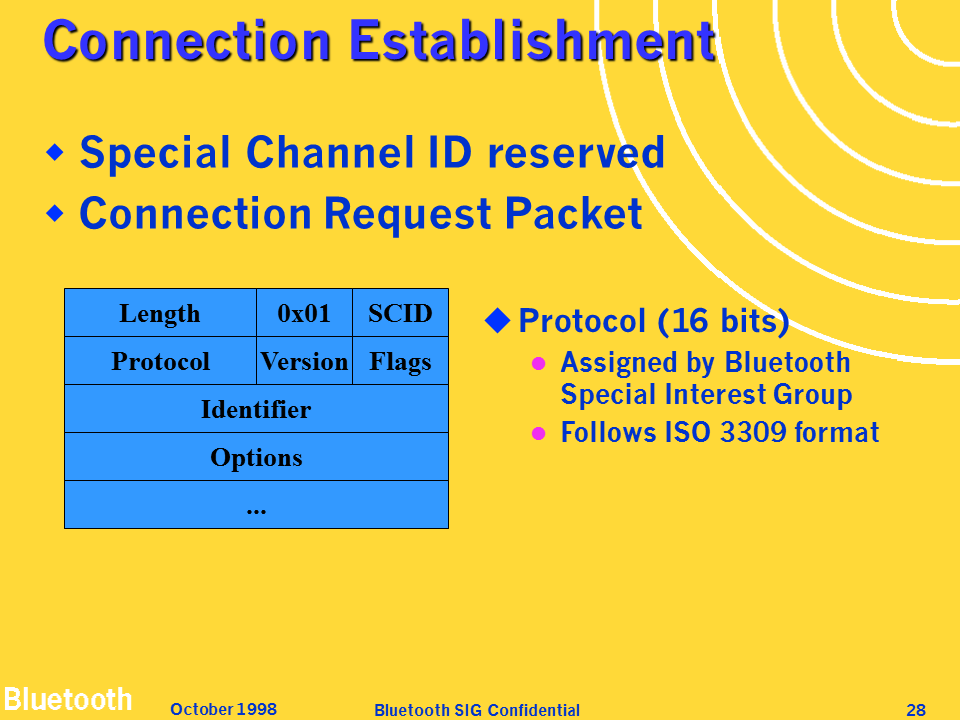 Connection Establishment
Special Channel ID reserved
Connection Request Packet
Length 0x01 SCID
Protocol Version Flags
Identifier
Options
...
Protocol (16 bits)
Assigned by Bluetooth
Special Interest Group
Follows ISO 3309 format
Bluetooth
October 1998
Bluetooth SIG Confidential
28